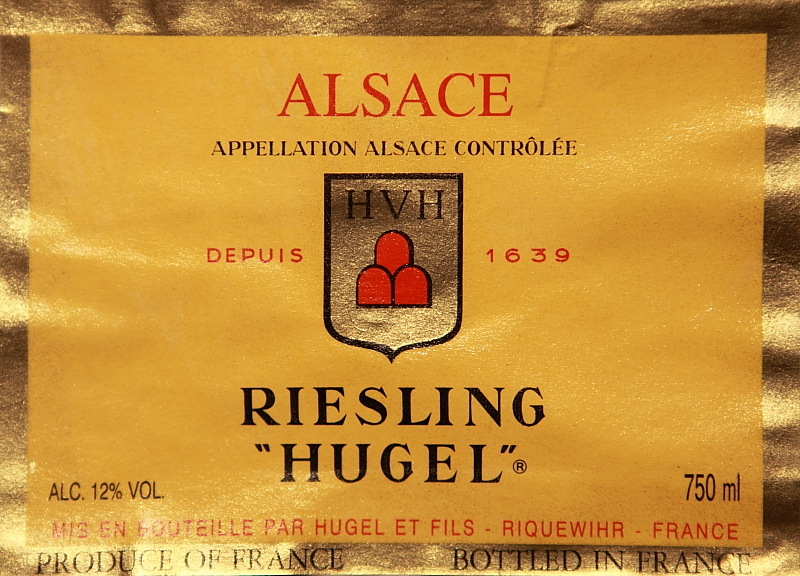 ALSACE
APPELLATION ALSACE CONTRÔLÉE
HVH
DEPUIS 1639
RIESLING
"HUGEL"®
ALC. 12% VOL. 750 ml
MIS EN BOUTEILLE PAR HUGEL ET FILS - RIQUEWIHR - FRANCE
PRODUCE OF FRANCE BOTTLED IN FRANCE